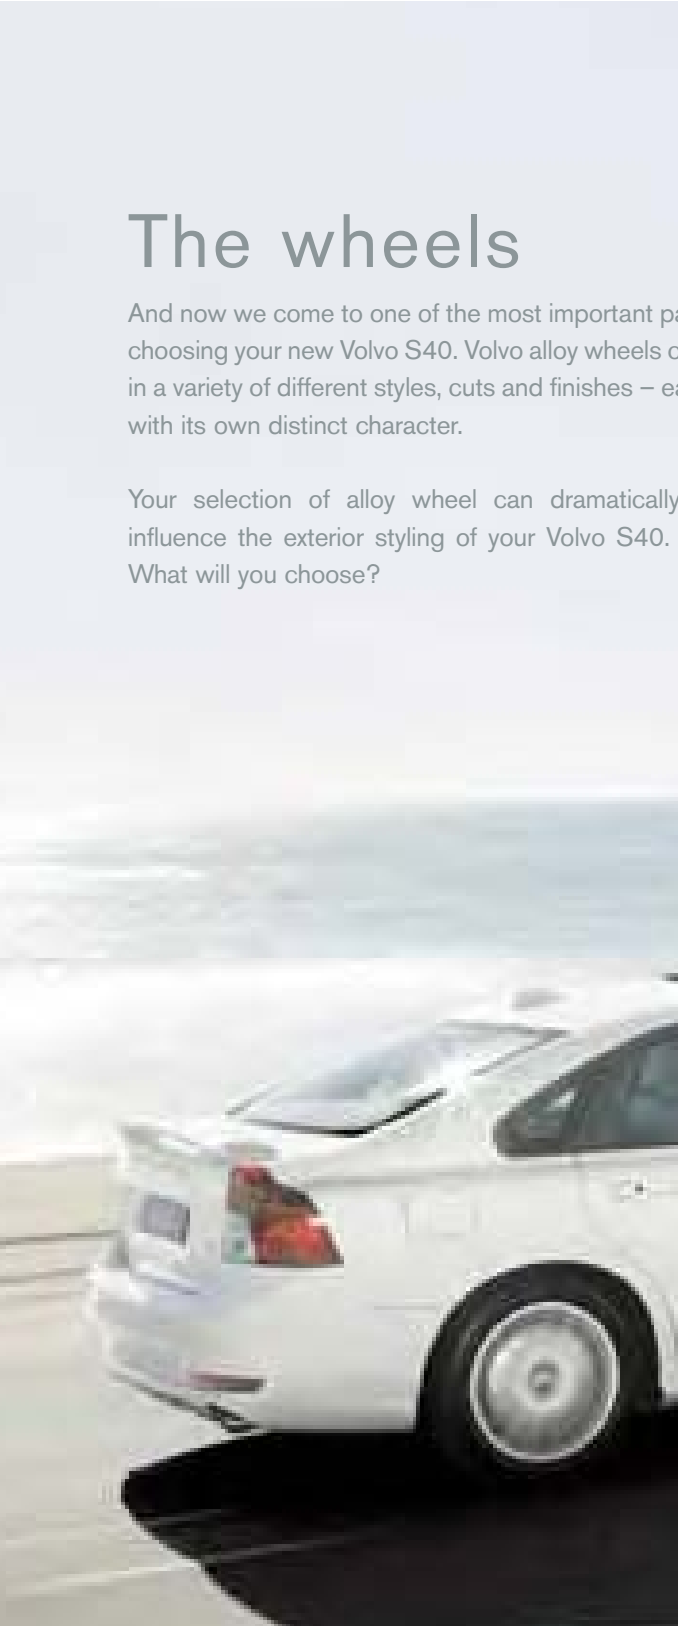 The wheels
And now we come to one of the most important
choosing your new Volvo S40. Volvo alloy wheels
in a variety of different styles, cuts and finishes –
with its own distinct character.
Your selection of alloy wheel can dramatically
influence the exterior styling of your Volvo S40.
What will you choose?